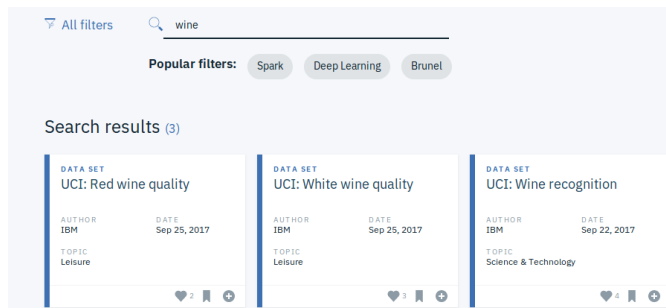 All filters
wine
Popular filters: Spark Deep Learning Brunel
Search results (3)
DATA SET
UCI: Red wine quality
AUTHOR DATE
IBM Sep 25, 2017
TOPIC
Leisure
2
DATA SET
UCI: White wine quality
AUTHOR DATE
IBM Sep 25, 2017
TOPIC
Leisure
3
DATA SET
UCI: Wine recognition
AUTHOR DATE
IBM Sep 22, 2017
TOPIC
Science & Technology
4